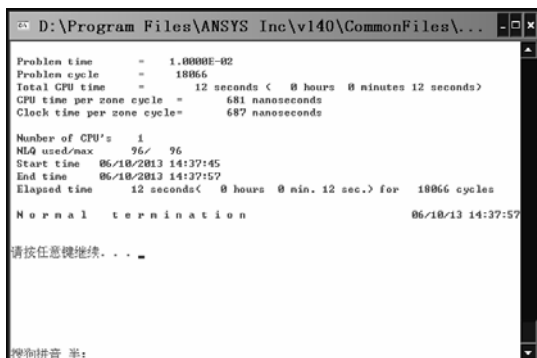 D:\Program Files\ANSYS Inc\v140\CommonFiles\...
Problem time = 1.0000E-02
Problem cycle = 18066
Total CPU time = 12 seconds ( 0 hours 0 minutes 12 seconds)
CPU time per zone cycle = 681 nanoseconds
Clock time per zone cycle= 687 nanoseconds
Number of CPU's 1
NLQ used/max 96/ 96
Start time 06/10/2013 14:37:45
End time 06/10/2013 14:37:57
Elapsed time 12 seconds( 0 hours 0 min. 12 sec.) for 18066 cycles
N o r m a l t e r m i n a t i o n 06/10/13 14:37:57
请按任意键继续. . .
搜狗拼音 半: